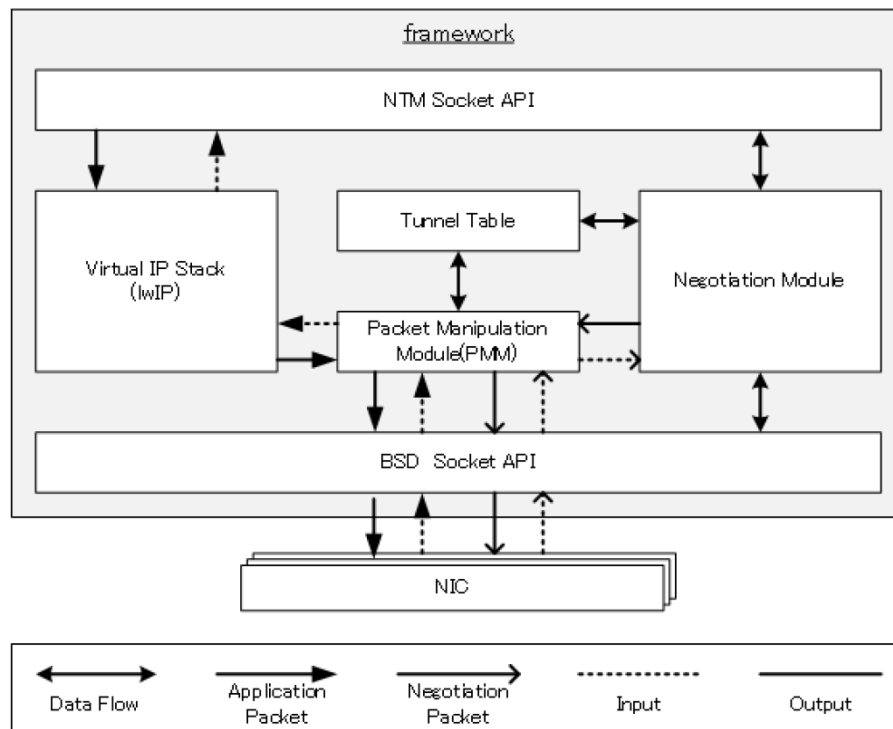 framework
NTM Socket API
Tunnel Table
Virtual IP Stack
(lwIP)
Negotiation Module
Packet Manipulation
Module(PMM)
BSD Socket API
NIC
Data Flow
Application
Packet
Negotiation
Packet
Input
Output